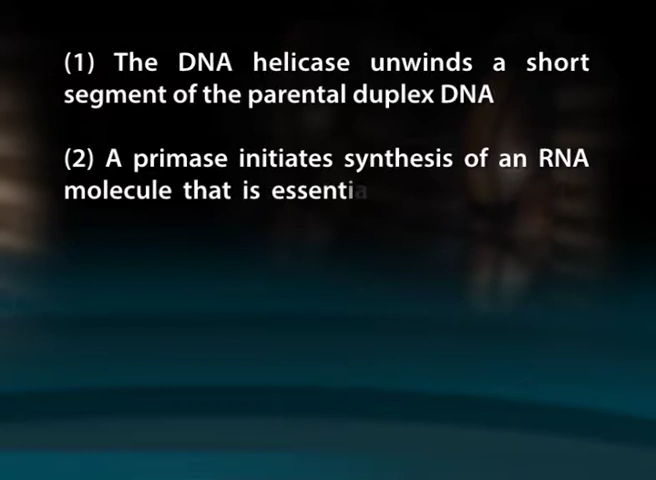 (1) The DNA helicase unwinds a short
segment of the parental duplex DNA
(2) A primase initiates synthesis of an RNA
molecule that is essentia